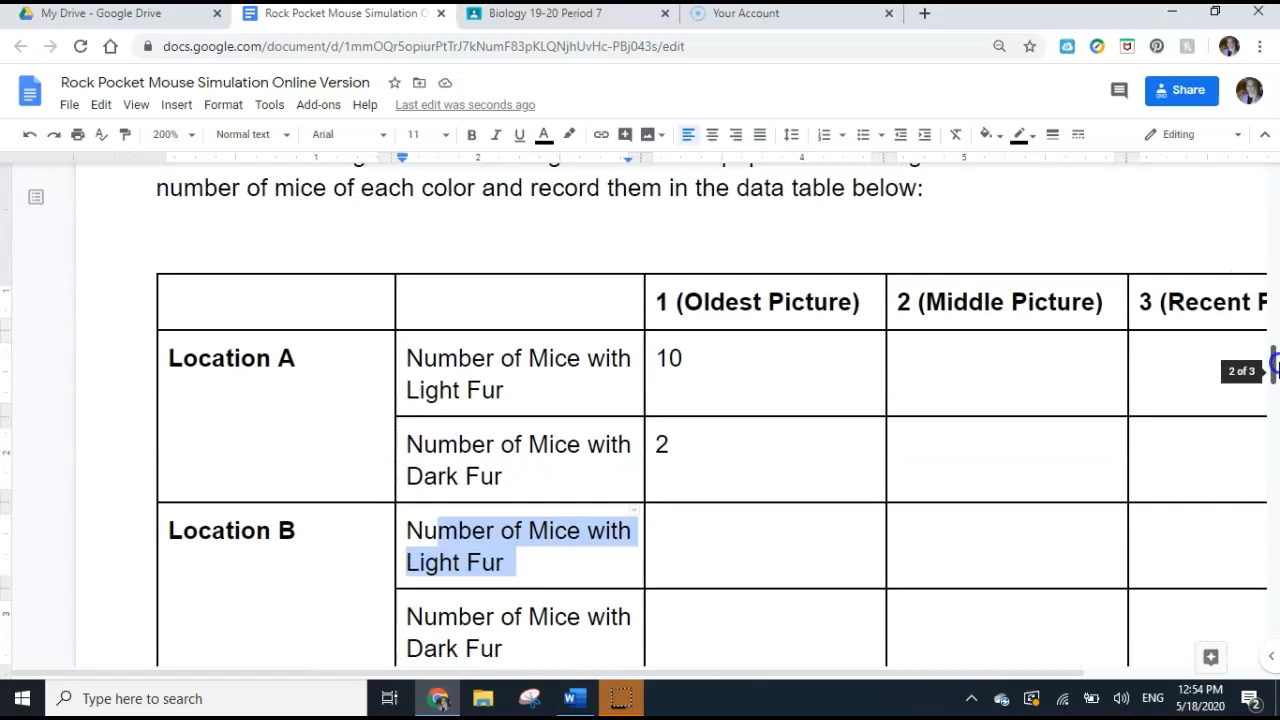 My Drive - Google Drive
Rock Pocket Mouse Simulation O
Biology 19-20 Period 7
Your Account
docs.google.com/document/d/1mmOQr5opiurPtTrJ7kNumF83pKLQNjhUvHc-PBj043s/edit
Rock Pocket Mouse Simulation Online Version
File Edit View Insert Format Tools Add-ons Help Last edit was seconds ago
Share
200% Normal text Arial 11 B I U A Editing
1 2 4 5
number of mice of each color and record them in the data table below:
1 (Oldest Picture) 2 (Middle Picture) 3 (Recent
Location A
Number of Mice with
Light Fur
10
Number of Mice with
Dark Fur
2
2 of 3
Location B
Number of Mice with
Light Fur
Number of Mice with
Dark Fur
Type here to search
ENG
12:54 PM
5/18/2020
2